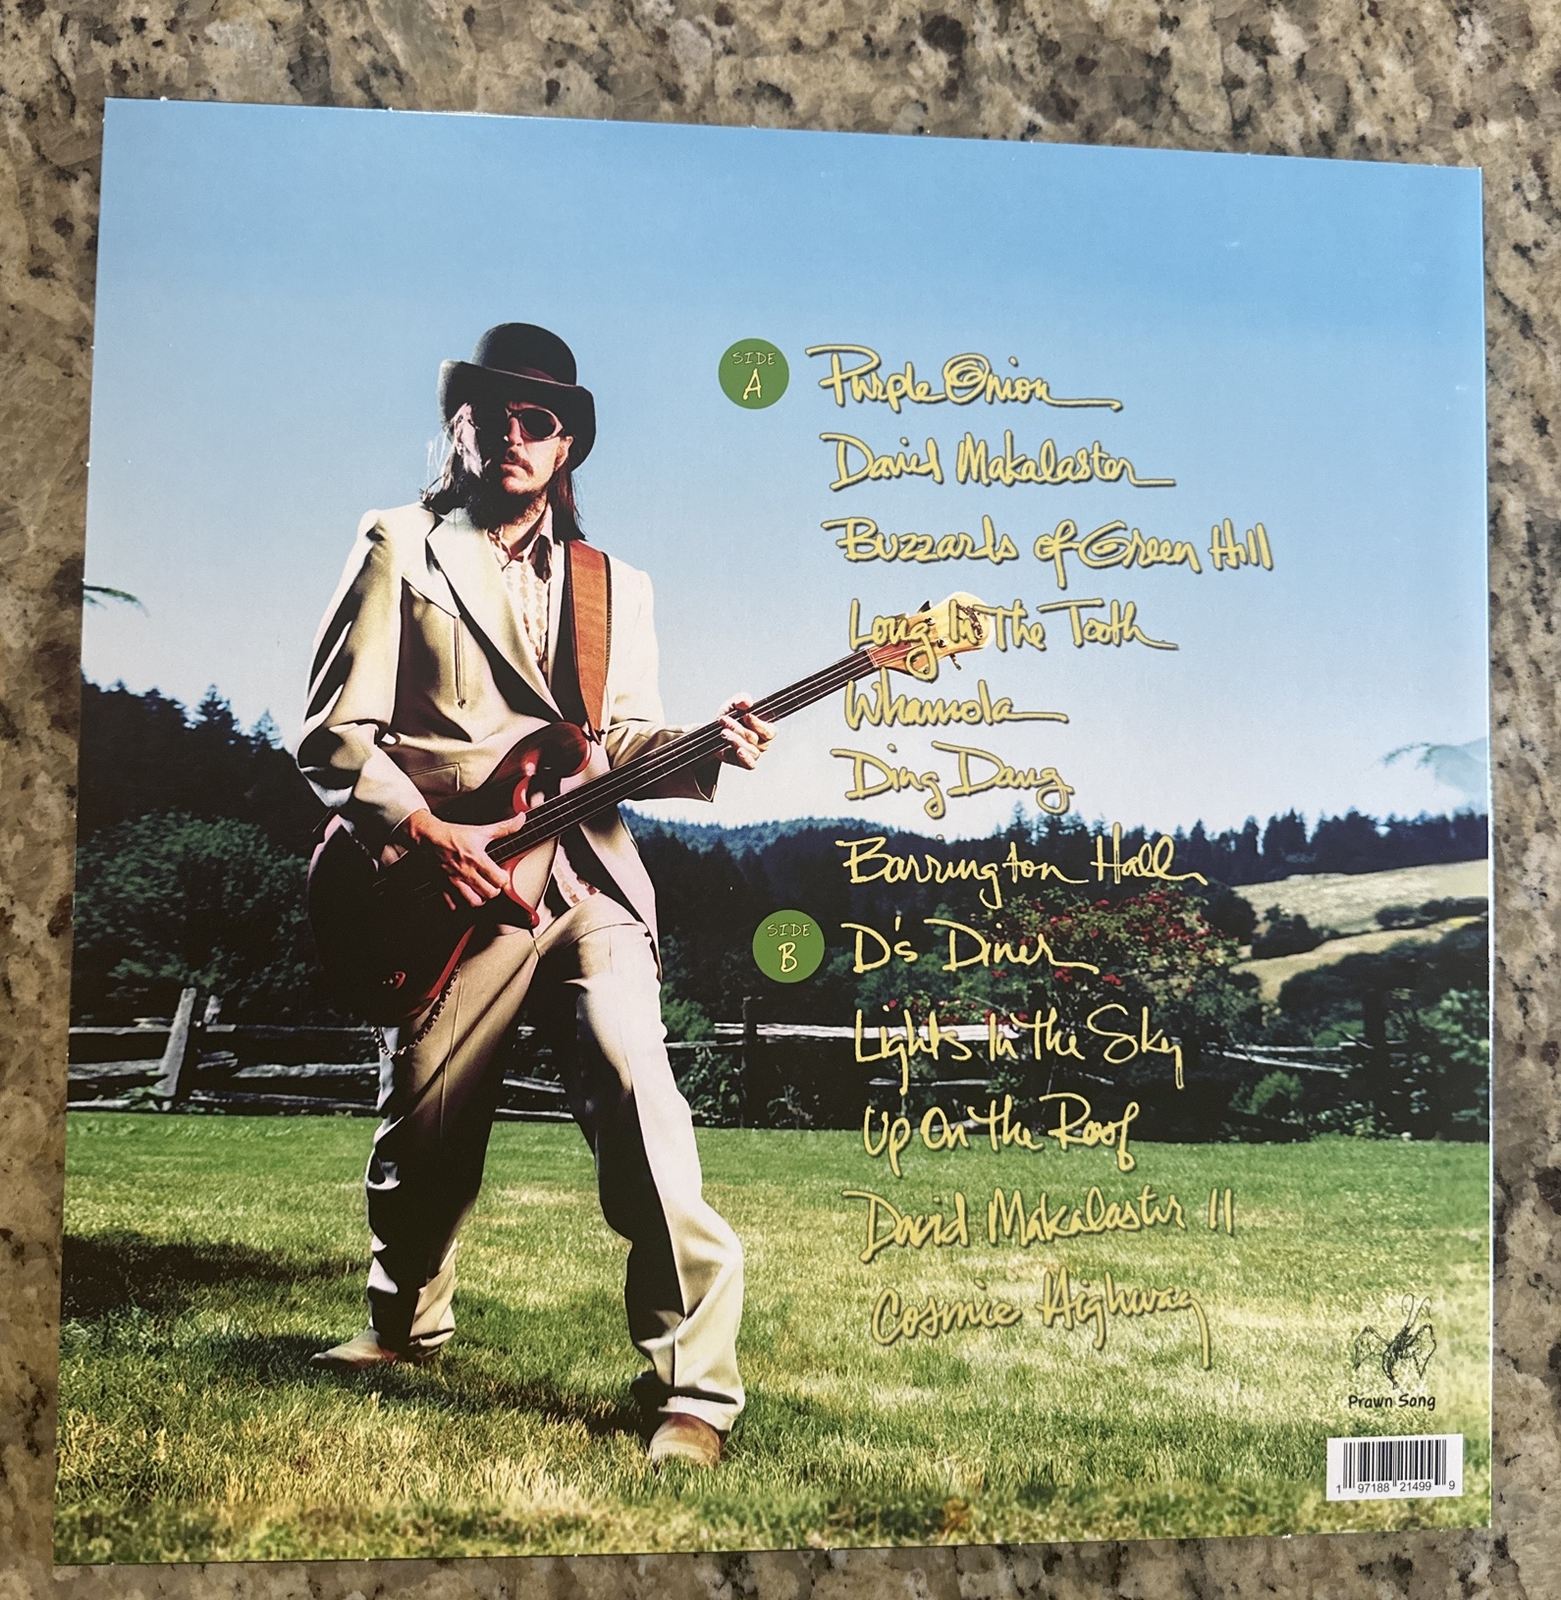 SIDE A
Purple Onion
David Makalaster
Buzzards of Green Hill
Long In The Tooth
Whamola
Ding Dang
Barrington Hall
SIDE B
D's Diner
Lights In The Sky
Up On The Roof
David Makalaster II
Cosmic Highway
Prawn Song
1 97188 21499 9